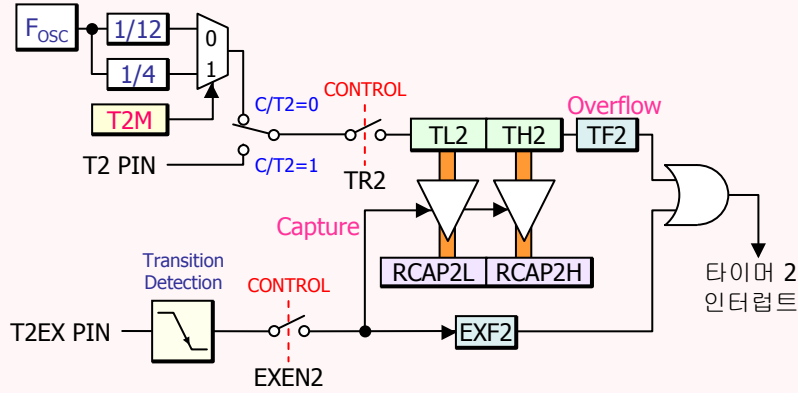 FOSC
1/12
0
1/4
1
T2M
C/T2=0
CONTROL
Overflow
TL2
TH2
TF2
T2 PIN
C/T2=1
TR2
Capture
Transition
Detection
CONTROL
RCAP2L
RCAP2H
타이머 2
인터럽트
T2EX PIN
EXF2
EXEN2